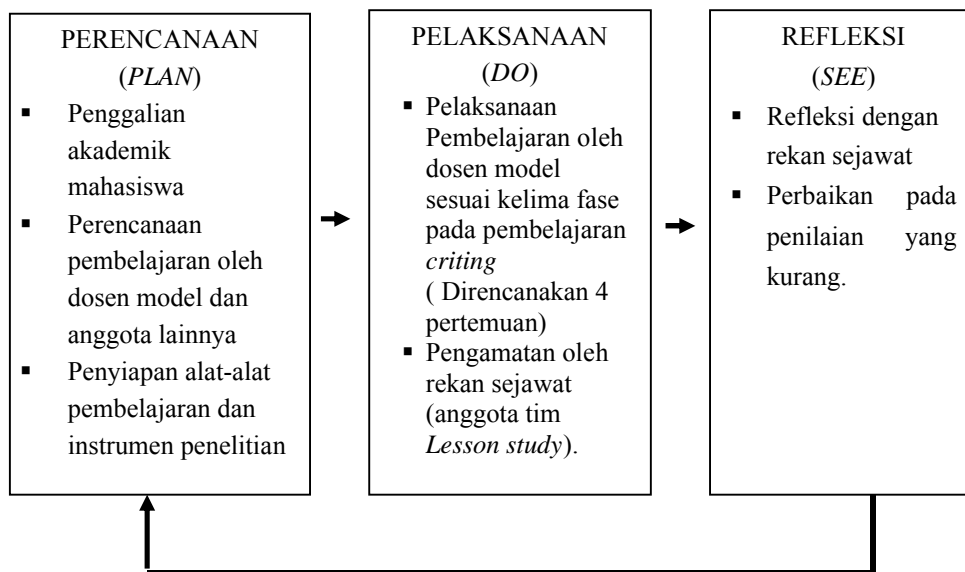 PERENCANAAN
(PLAN)
▪ Penggalian
akademik
mahasiswa
▪ Perencanaan
pembelajaran oleh
dosen model dan
anggota lainnya
▪ Penyiapan alat-alat
pembelajaran dan
instrumen penelitian
PELAKSANAAN
(DO)
▪ Pelaksanaan
Pembelajaran oleh
dosen model
sesuai kelima fase
pada pembelajaran
criting
( Direncanakan 4
pertemuan)
▪ Pengamatan oleh
rekan sejawat
(anggota tim
Lesson study).
REFLEKSI
(SEE)
▪ Refleksi dengan
rekan sejawat
▪ Perbaikan pada
penilaian yang
kurang.